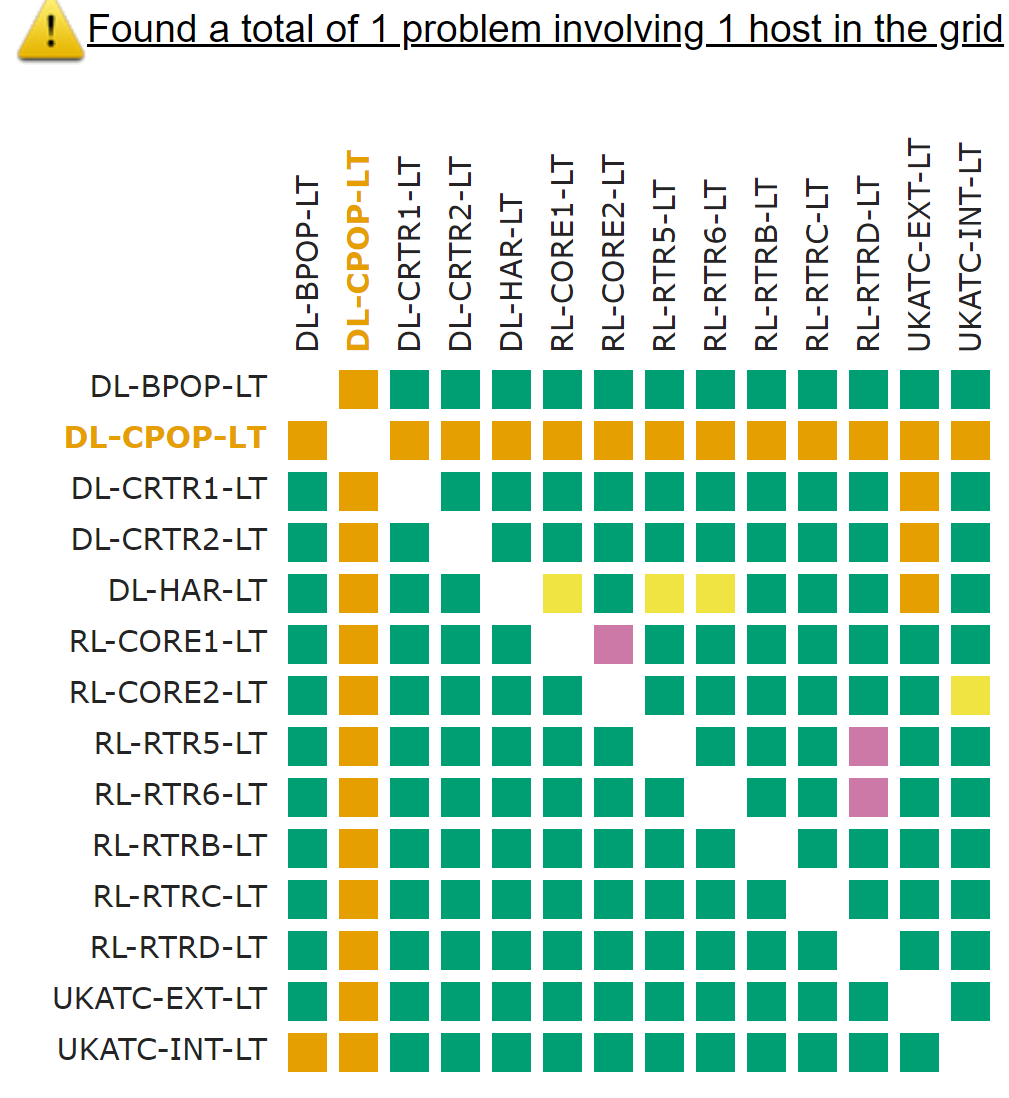 Found a total of 1 problem involving 1 host in the grid
DL-BPOP-LT
DL-CPOP-LT
DL-CRTR1-LT
DL-CRTR2-LT
DL-HAR-LT
RL-CORE1-LT
RL-CORE2-LT
RL-RTR5-LT
RL-RTR6-LT
RL-RTRB-LT
RL-RTRC-LT
RL-RTRD-LT
UKATC-EXT-LT
UKATC-INT-LT
DL-BPOP-LT
DL-CPOP-LT
DL-CRTR1-LT
DL-CRTR2-LT
DL-HAR-LT
RL-CORE1-LT
RL-CORE2-LT
RL-RTR5-LT
RL-RTR6-LT
RL-RTRB-LT
RL-RTRC-LT
RL-RTRD-LT
UKATC-EXT-LT
UKATC-INT-LT